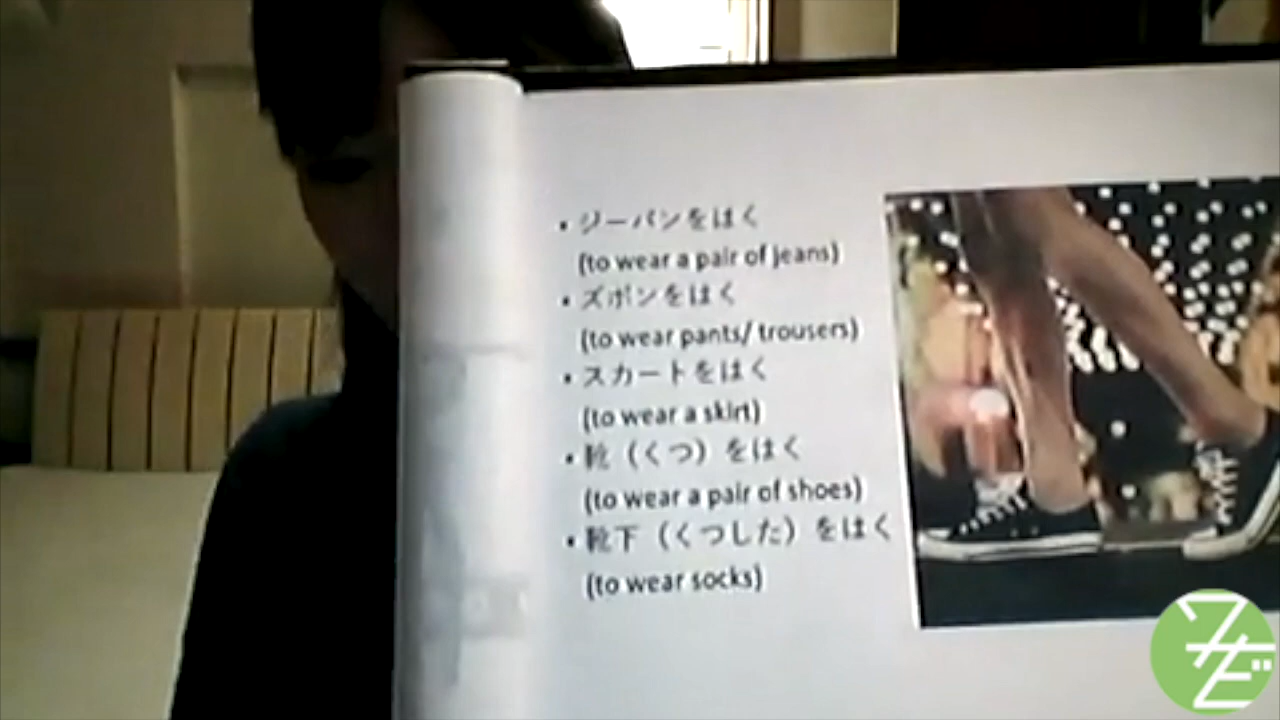 • ジーパンをはく
(to wear a pair of jeans)
• ズボンをはく
(to wear pants/ trousers)
• スカートをはく
(to wear a skirt)
• 靴（くつ）をはく
(to wear a pair of shoes)
• 靴下（くつした）をはく
(to wear socks)